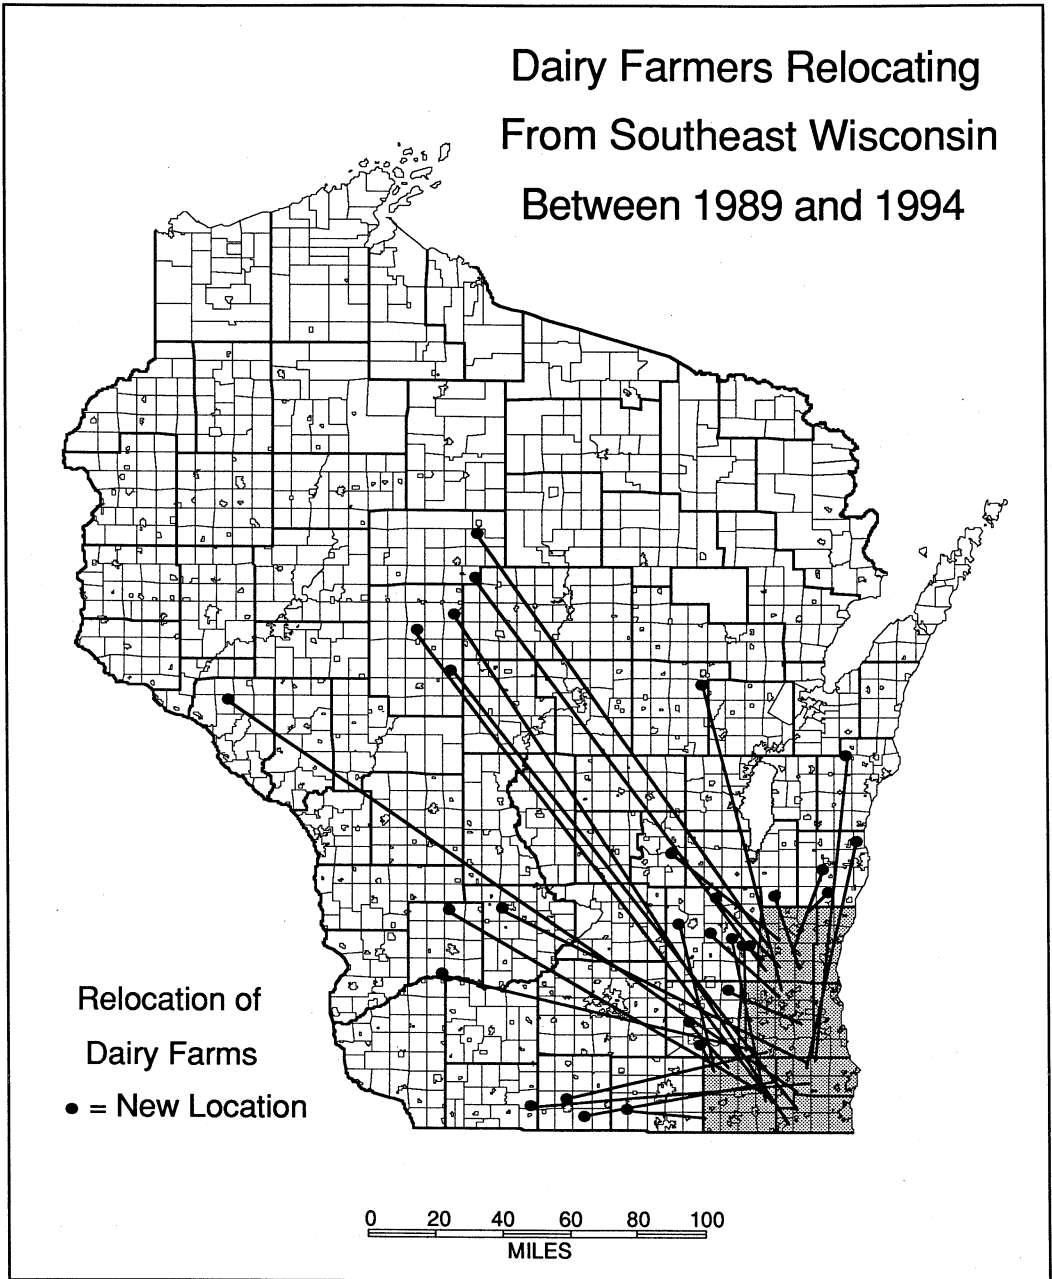 Dairy Farmers Relocating
From Southeast Wisconsin
Between 1989 and 1994
Relocation of
Dairy Farms
● = New Location
0 20 40 60 80 100
MILES